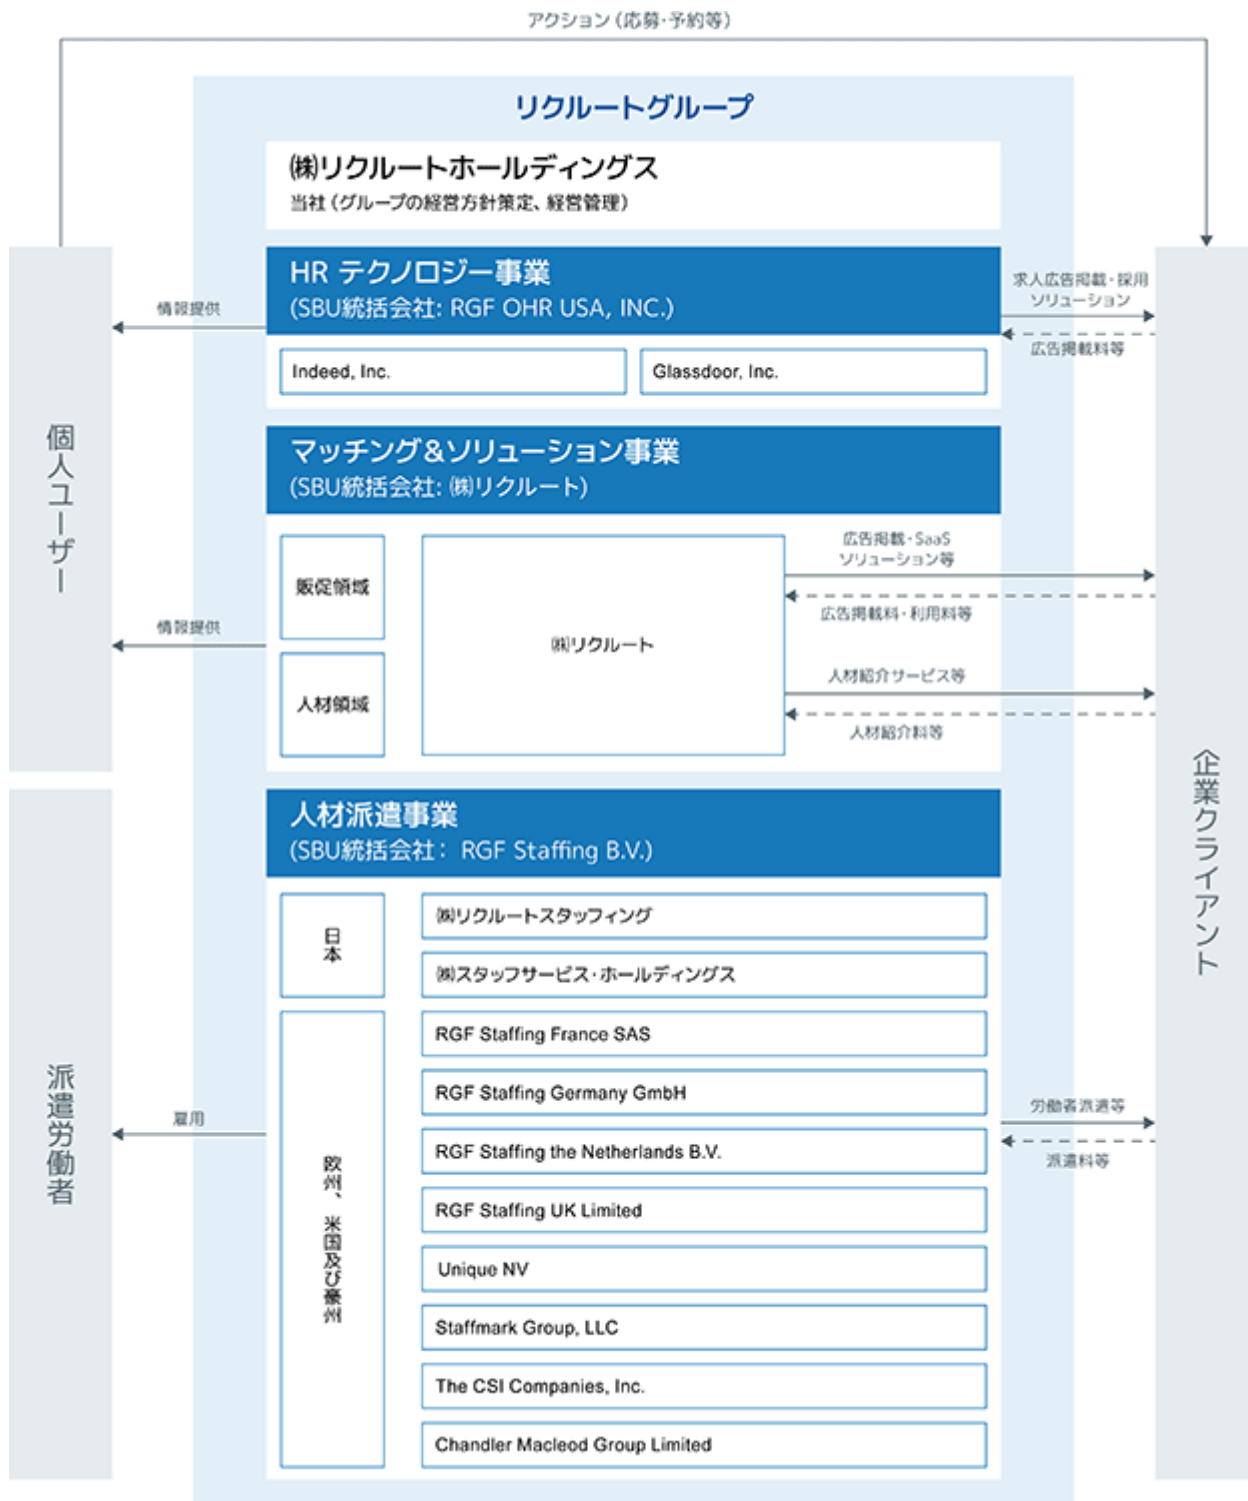 アクション（応募・予約等）
リクルートグループ
㈱リクルートホールディングス
当社（グループの経営方針策定、経営管理）
HR テクノロジー事業
(SBU統括会社: RGF OHR USA, INC.)
情報提供
求人広告掲載・採用
ソリューション
広告掲載料等
Indeed, Inc.
Glassdoor, Inc.
個人ユーザー
マッチング＆ソリューション事業
(SBU統括会社: ㈱リクルート)
販促領域
人材領域
㈱リクルート
情報提供
広告掲載・SaaS
ソリューション等
広告掲載料・利用料等
人材紹介サービス等
人材紹介料等
企業クライアント
人材派遣事業
(SBU統括会社： RGF Staffing B.V.)
日本
㈱リクルートスタッフィング
㈱スタッフサービス・ホールディングス
派遣労働者
雇用
欧州、米国及び豪州
RGF Staffing France SAS
RGF Staffing Germany GmbH
RGF Staffing the Netherlands B.V.
RGF Staffing UK Limited
Unique NV
Staffmark Group, LLC
The CSI Companies, Inc.
Chandler Macleod Group Limited
労働者派遣等
派遣料等